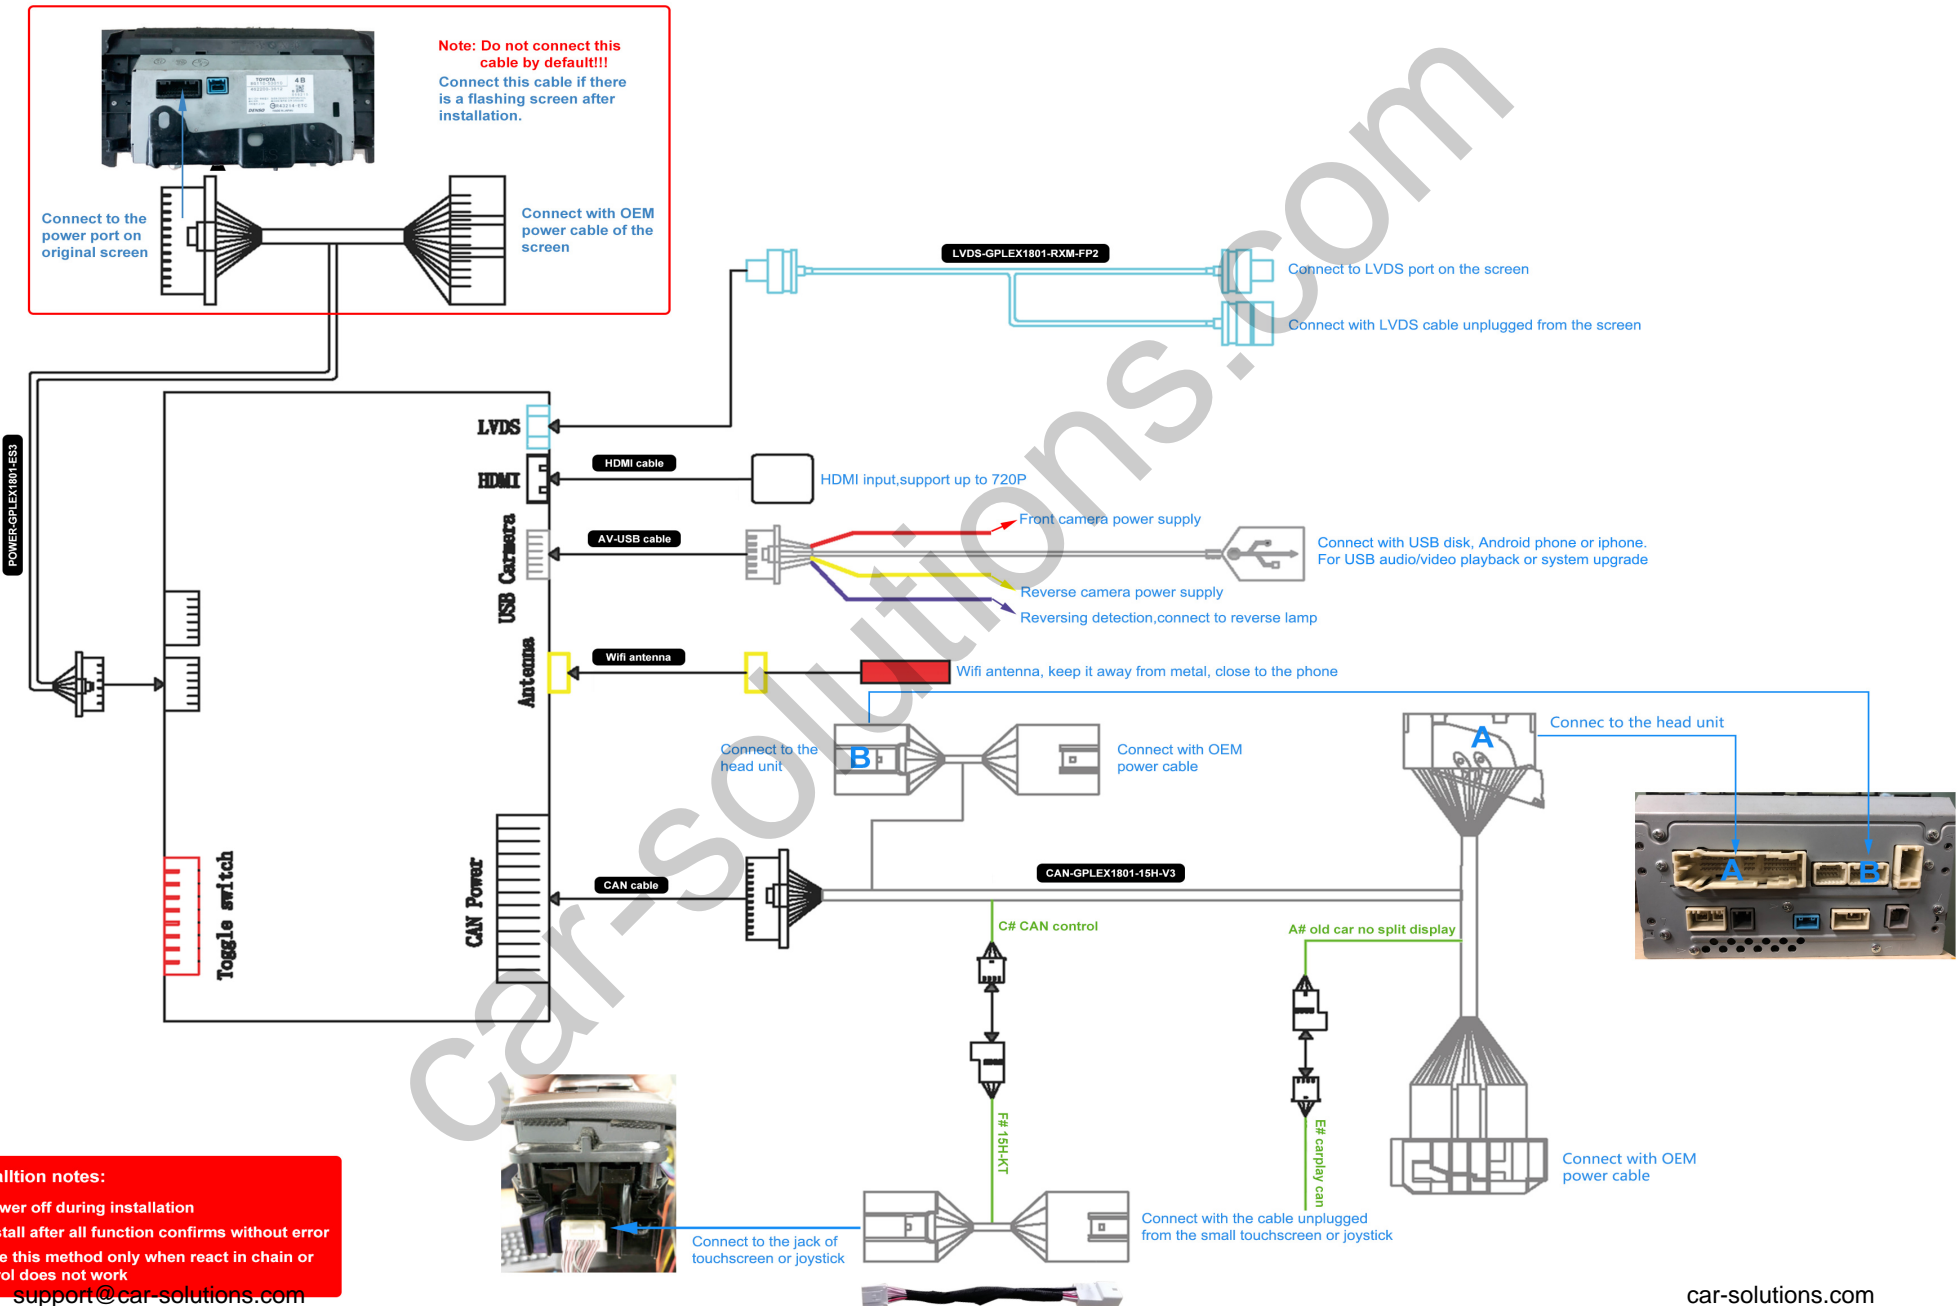 Note: Do not connect this
cable by default!!!
Connect this cable if there
is a flashing screen after
installation.
TOYOTA
4B
DENSO
Connect to the
power port on
original screen
Connect with OEM
power cable of the
screen
LVDS-GPLEX1801-RXM-FP2
Connect to LVDS port on the screen
Connect with LVDS cable unplugged from the screen
POWER-GPLEX1801-ES3
LVDS
HDMI
HDMI cable
HDMI input,support up to 720P
USB Carmera
AV-USB cable
Front camera power supply
Connect with USB disk, Android phone or iphone.
For USB audio/video playback or system upgrade
Reverse camera power supply
Reversing detection,connect to reverse lamp
Antenna
Wifi antenna
Wifi antenna, keep it away from metal, close to the phone
Connect to the
head unit
B
Connect with OEM
power cable
A
Connec to the head unit
A
B
Toggle switch
CAN Power
CAN cable
CAN-GPLEX1801-15H-V3
C# CAN control
A# old car no split display
F# 15H-KT
E# carplay can
Connect with OEM
power cable
Connect to the jack of
touchscreen or joystick
Connect with the cable unplugged
from the small touchscreen or joystick
alltion notes:
wer off during installation
stall after all function confirms without error
e this method only when react in chain or
rol does not work
support@car-solutions.com
car-solutions.com
car-solutions.com